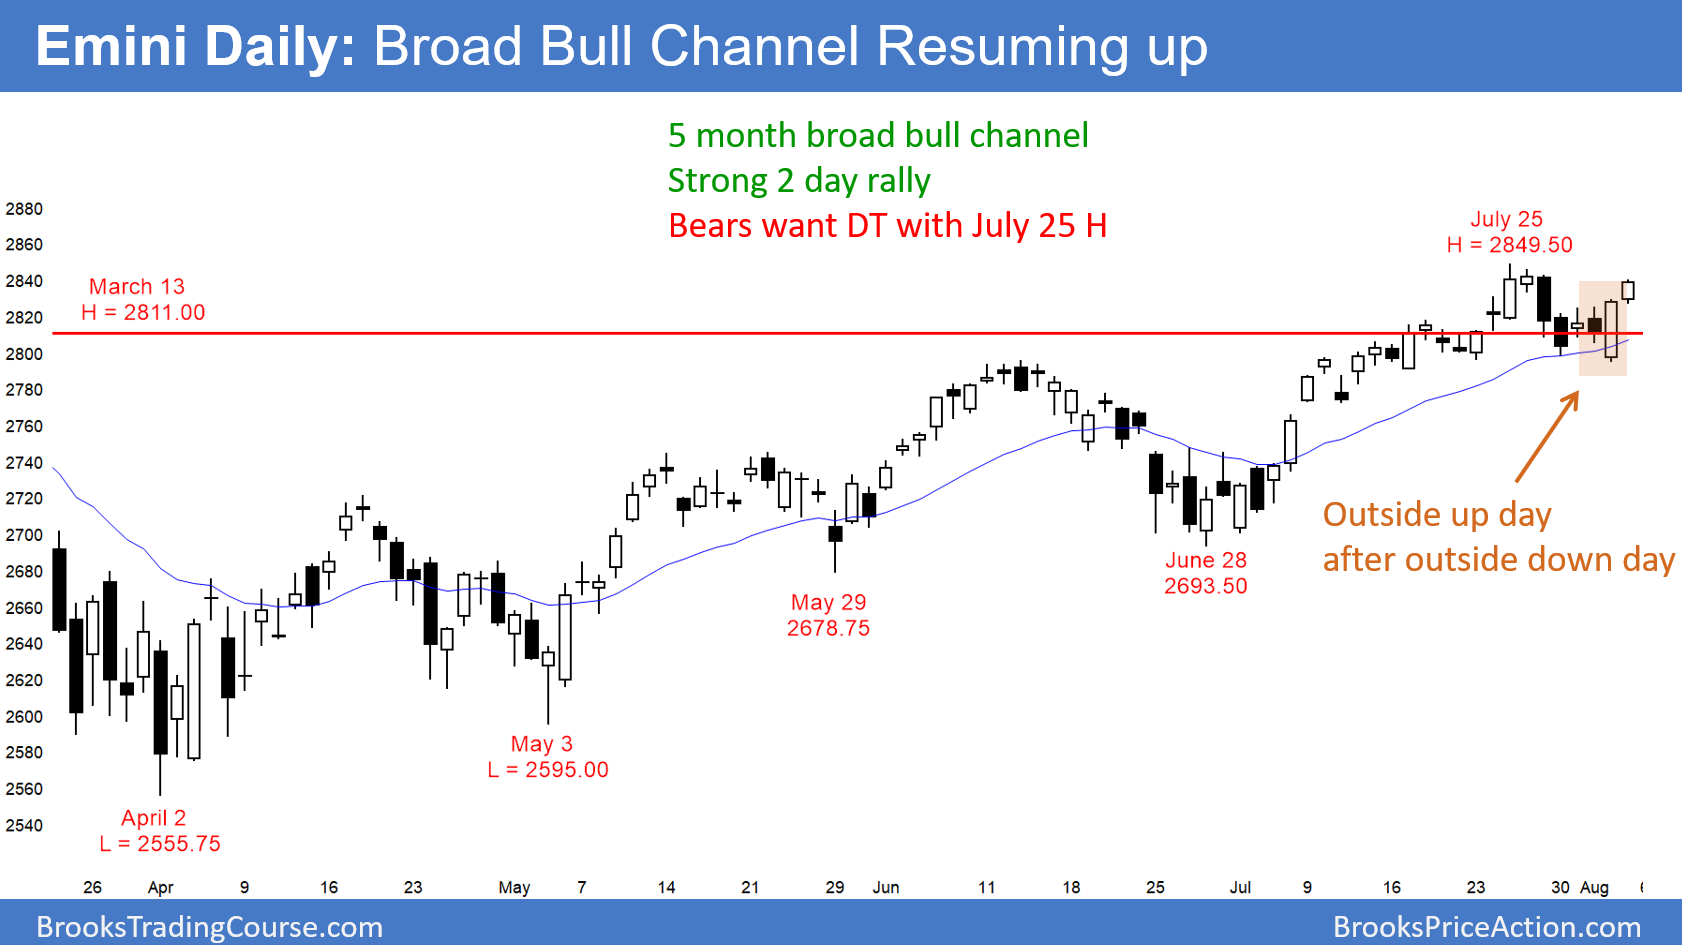 Emini Daily: Broad Bull Channel Resuming up
5 month broad bull channel
Strong 2 day rally
Bears want DT with July 25 H
2880
2860
2840
2820
2800
2780
2760
2740
2720
2700
2680
2660
2640
2620
2600
2580
2560
2540
March 13
H = 2811.00
July 25
H = 2849.50
Outside up day
after outside down day
June 28
2693.50
May 29
2678.75
May 3
L = 2595.00
April 2
L = 2555.75
26 Apr 9 16 23 May 7 14 21 29 Jun 11 18 25 Jul 9 16 23 30 Aug
BrooksTradingCourse.com
BrooksPriceAction.com